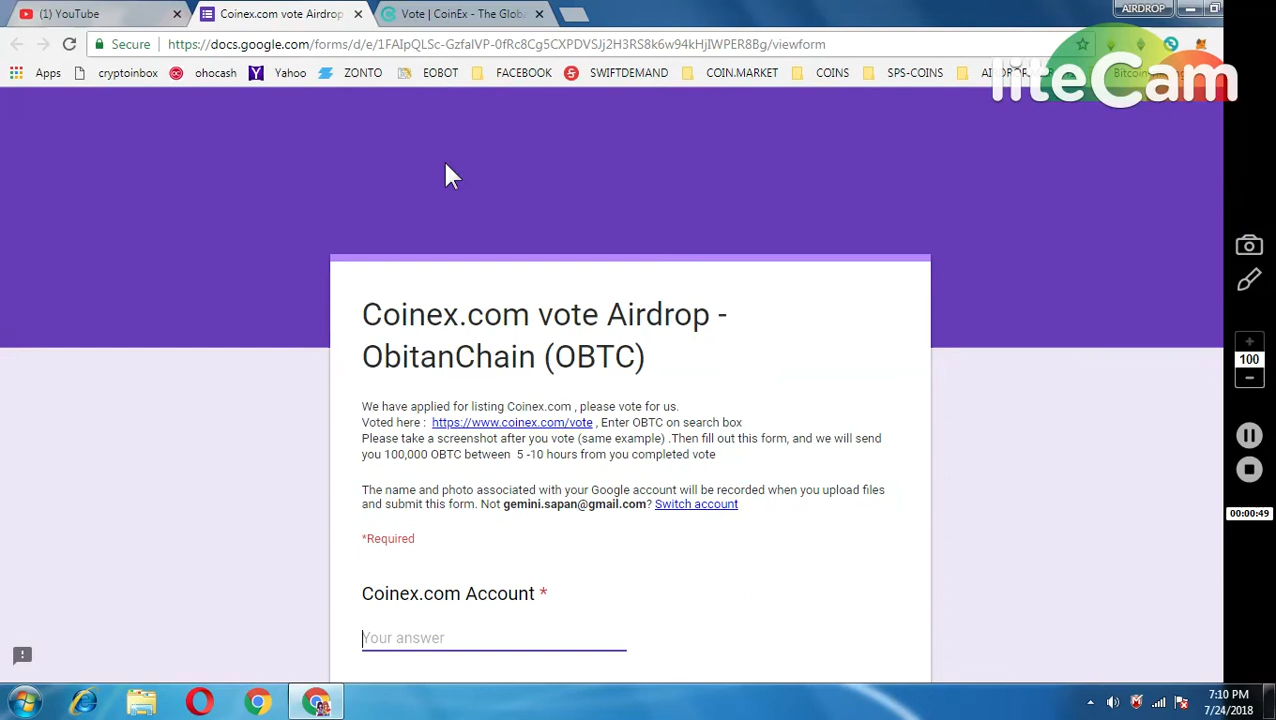 (1) YouTube
Coinex.com vote Airdrop
Vote | CoinEx - The Globa
AIRDROP
Secure
https://docs.google.com/forms/d/e/1FAIpQLSc-GzfaIVP-0fRc8Cg5CXPDVSJj2H3RS8k6w94kHjIWPER8Bg/viewform
Apps cryptoinbox ohocash Yahoo EOBOT FACEBOOK SWIFTDEMAND COIN.MARKET COINS SPS-COINS
liteCam
Coinex.com vote Airdrop -
ObitanChain (OBTC)
We have applied for listing Coinex.com , please vote for us.
Voted here : https://www.coinex.com/vote , Enter OBTC on search box
Please take a screenshot after you vote (same example) .Then fill out this form, and we will send
you 100,000 OBTC between 5 -10 hours from you completed vote
The name and photo associated with your Google account will be recorded when you upload files
and submit this form. Not gemini.sapan@gmail.com? Switch account
*Required
Coinex.com Account *
Your answer
100
00:00:49
7:10 PM
7/24/2018